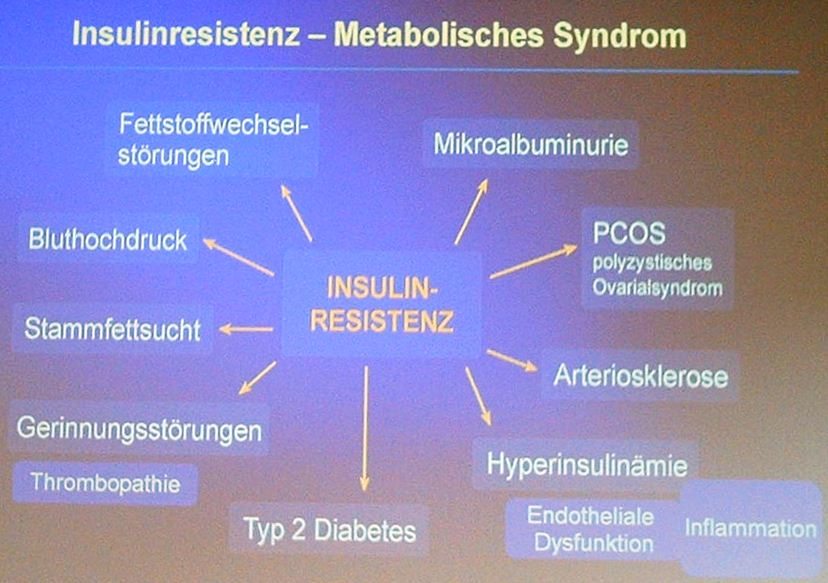 Insulinresistenz – Metabolisches Syndrom
Fettstoffwechsel-
störungen
Mikroalbuminurie
Bluthochdruck
PCOS
polyzystisches
Ovarialsyndrom
INSULIN-
RESISTENZ
Stammfettsucht
Arteriosklerose
Gerinnungsstörungen
Thrombopathie
Hyperinsulinämie
Typ 2 Diabetes
Endotheliale
Dysfunktion
Inflammation